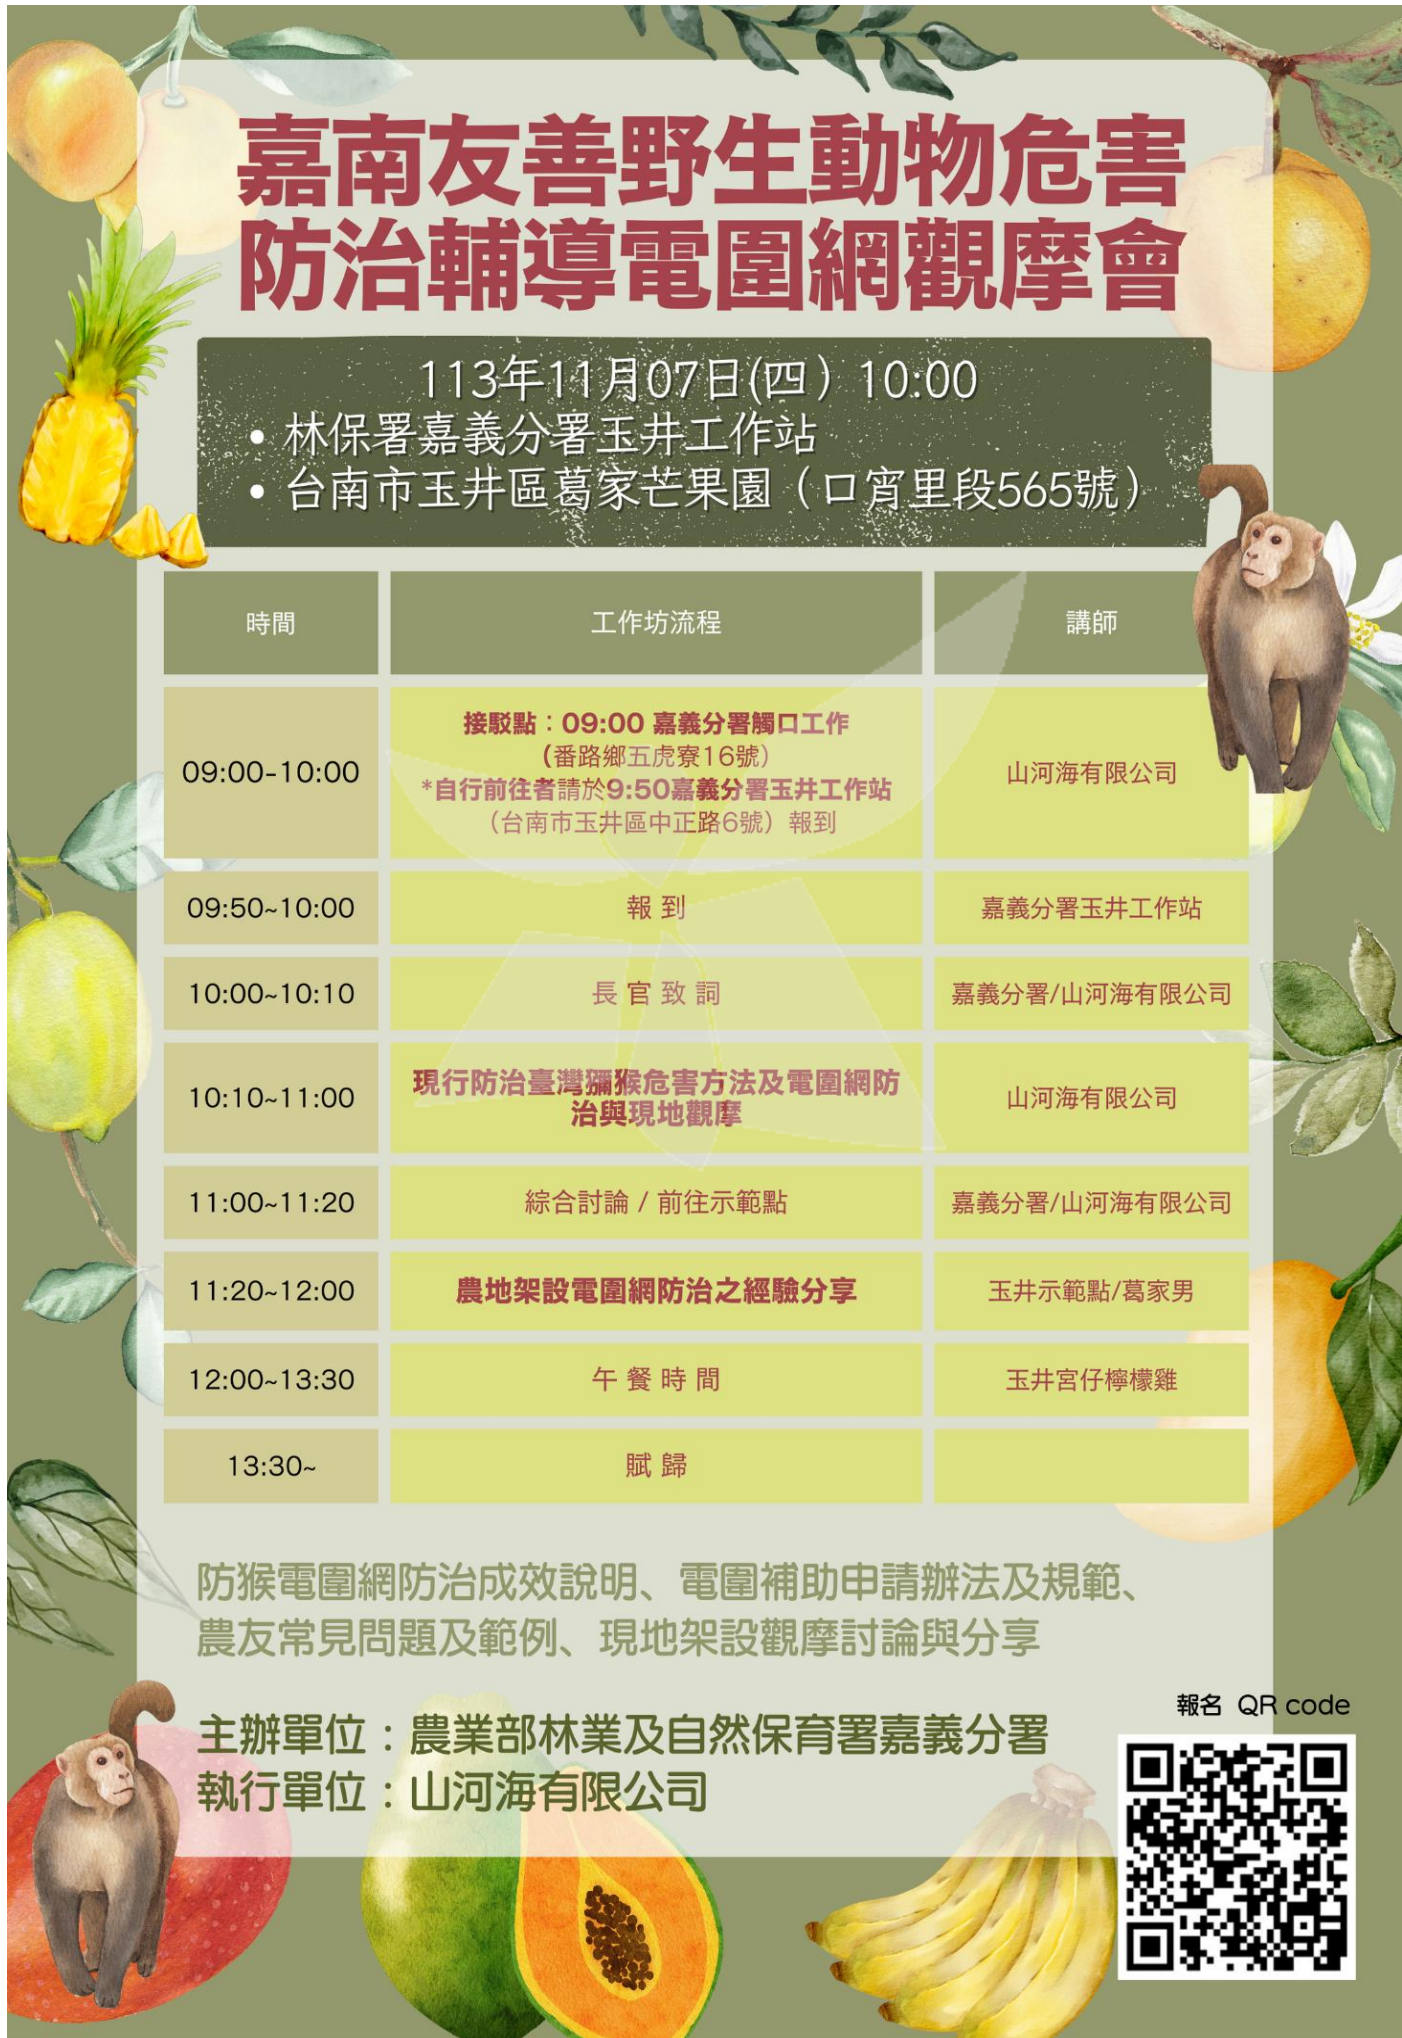 嘉南友善野生動物危害
防治輔導電圍網觀摩會
113年11月07日(四）10:00
• 林保署嘉義分署玉井工作站
• 台南市玉井區葛家芒果園（口宵里段565號）
時間 工作坊流程 講師
09:00-10:00
接駁點：09:00 嘉義分署觸口工作
（番路鄉五虎寮16號）
*自行前往者請於9:50嘉義分署玉井工作站
（台南市玉井區中正路6號）報到
山河海有限公司
09:50~10:00 報 到 嘉義分署玉井工作站
10:00~10:10 長 官 致 詞 嘉義分署/山河海有限公司
10:10~11:00
現行防治臺灣獼猴危害方法及電圍網防
治與現地觀摩
山河海有限公司
11:00~11:20 綜合討論 / 前往示範點 嘉義分署/山河海有限公司
11:20~12:00 農地架設電圍網防治之經驗分享 玉井示範點/葛家男
12:00~13:30 午 餐 時 間 玉井宮仔檸檬雞
13:30~ 賦 歸
防猴電圍網防治成效說明、電圍補助申請辦法及規範、
農友常見問題及範例、現地架設觀摩討論與分享
主辦單位：農業部林業及自然保育署嘉義分署
執行單位：山河海有限公司
報名 QR code